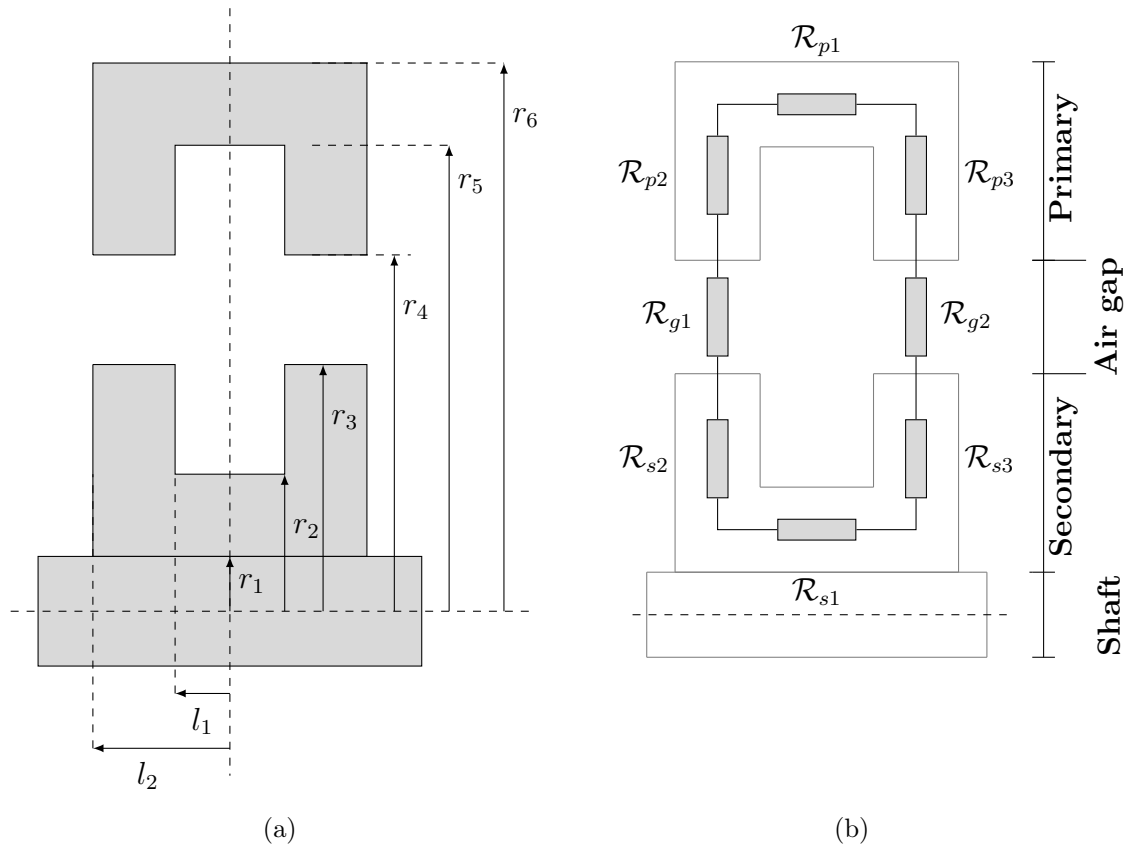 r6
r5
r4
r3
r2
r1
l1
l2
(a)
ℛp1
ℛp2
ℛp3
ℛg1
ℛg2
ℛs2
ℛs3
ℛs1
Primary
Air gap
Secondary
Shaft
(b)